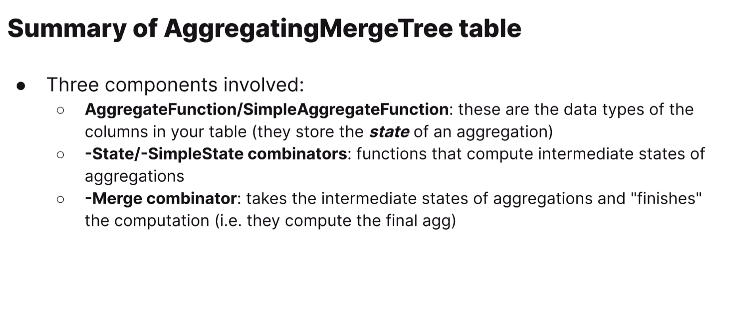 Summary of AggregatingMergeTree table
● Three components involved:
○ AggregateFunction/SimpleAggregateFunction: these are the data types of the
columns in your table (they store the state of an aggregation)
○ -State/-SimpleState combinators: functions that compute intermediate states of
aggregations
○ -Merge combinator: takes the intermediate states of aggregations and "finishes"
the computation (i.e. they compute the final agg)